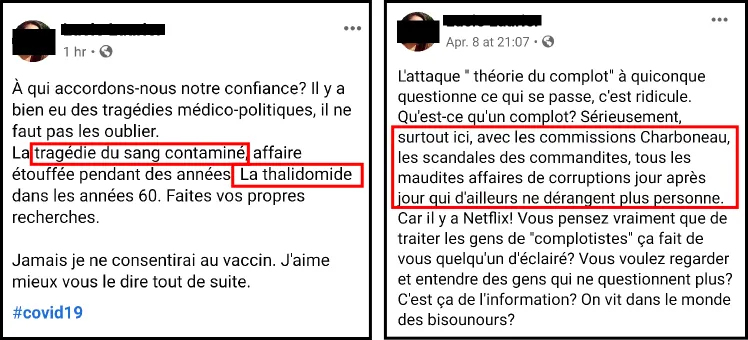 1 hr •
À qui accordons-nous notre confiance? Il y a
bien eu des tragédies médico-politiques, il ne
faut pas les oublier.
La tragédie du sang contaminé, affaire
étouffée pendant des années. La thalidomide
dans les années 60. Faites vos propres
recherches.
Jamais je ne consentirai au vaccin. J'aime
mieux vous le dire tout de suite.
#covid19
Apr. 8 at 21:07 •
L'attaque " théorie du complot" à quiconque
questionne ce qui se passe, c'est ridicule.
Qu'est-ce qu'un complot? Sérieusement,
surtout ici, avec les commissions Charboneau,
les scandales des commandites, tous les
maudites affaires de corruptions jour après
jour qui d'ailleurs ne dérangent plus personne.
Car il y a Netflix! Vous pensez vraiment que de
traiter les gens de "complotistes" ça fait de
vous quelqu'un d'éclairé? Vous voulez regarder
et entendre des gens qui ne questionnent plus?
C'est ça de l'information? On vit dans le monde
des bisounours?